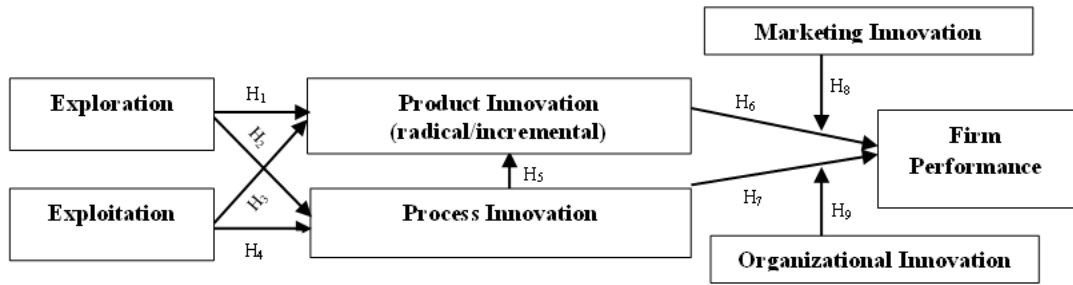 Marketing Innovation
Exploration
H₁
Product Innovation
(radical/incremental)
H₆
H₈
Firm
Performance
H₂
H₅
H₃
Exploitation
H₄
Process Innovation
H₇
H₉
Organizational Innovation